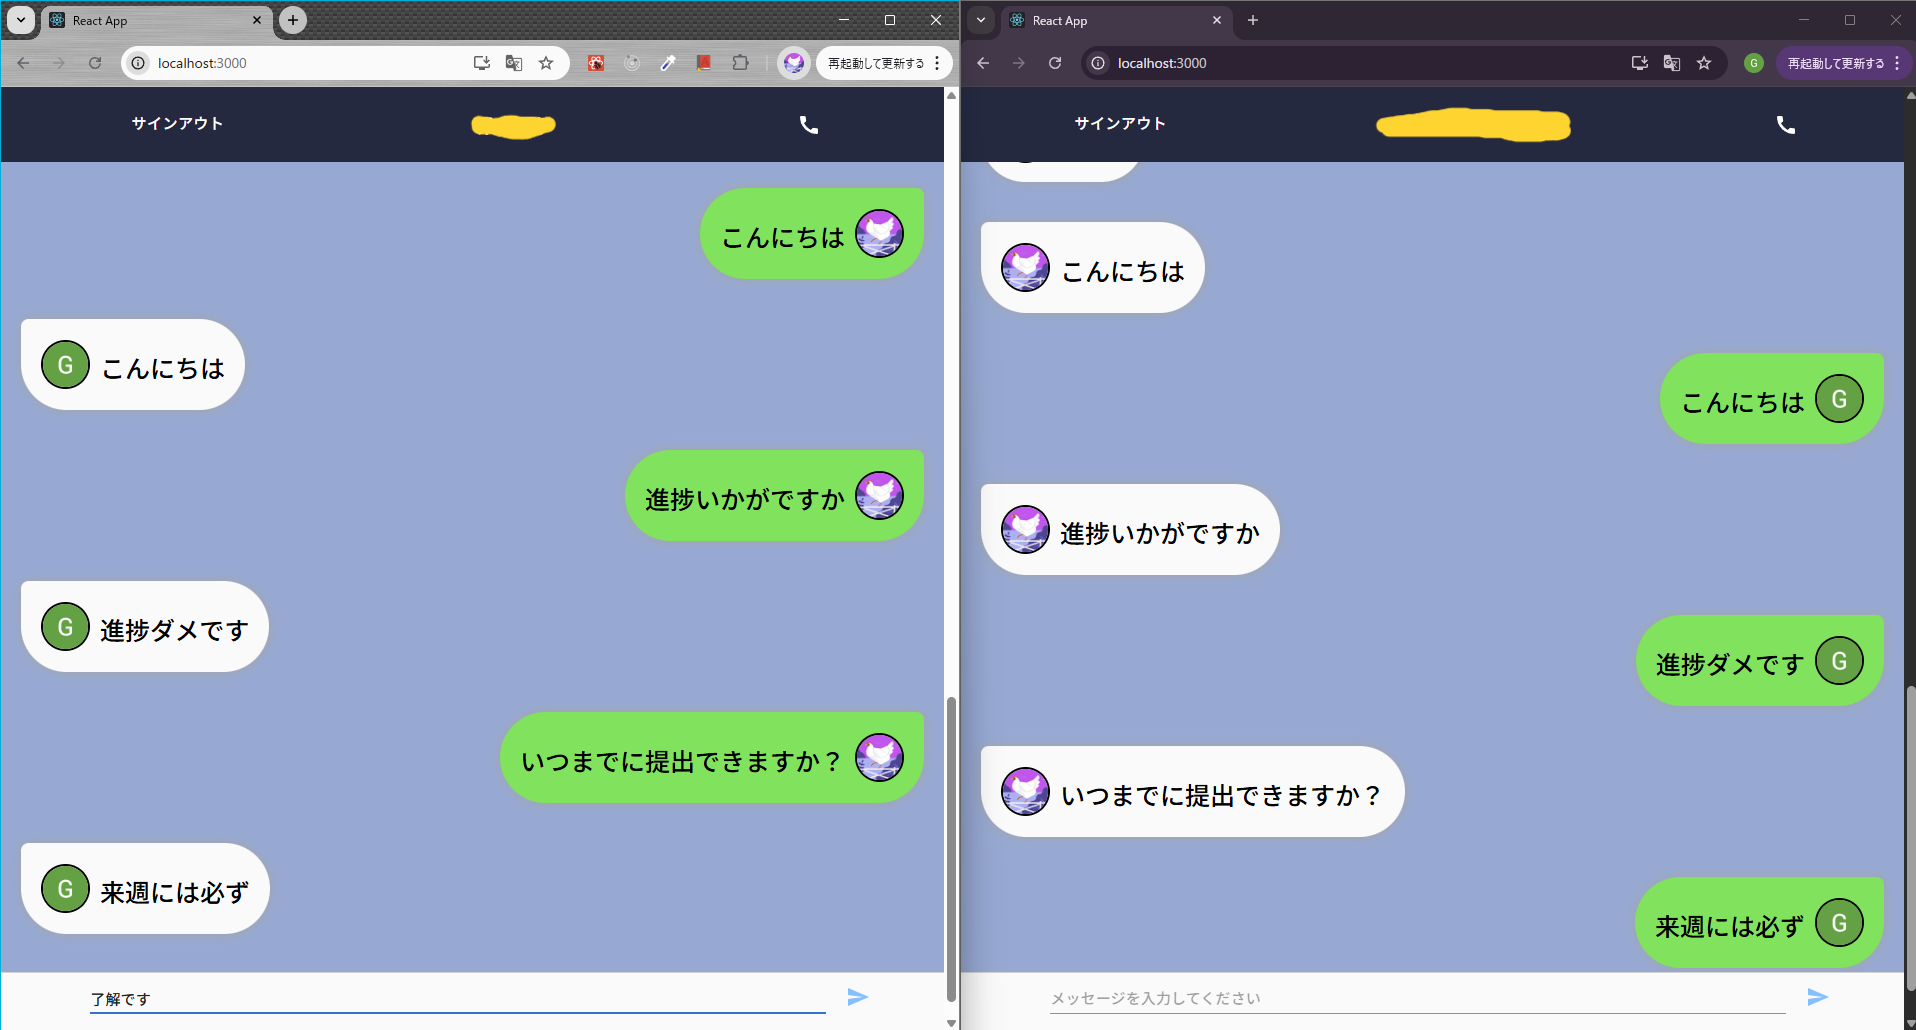 React App
localhost:3000
再起動して更新する
サインアウト
こんにちは
G こんにちは
進捗いかがですか
G 進捗ダメです
いつまでに提出できますか？
G 来週には必ず
了解です
React App
localhost:3000
G
再起動して更新する
サインアウト
こんにちは
こんにちは G
進捗いかがですか
進捗ダメです G
いつまでに提出できますか？
来週には必ず G
メッセージを入力してください